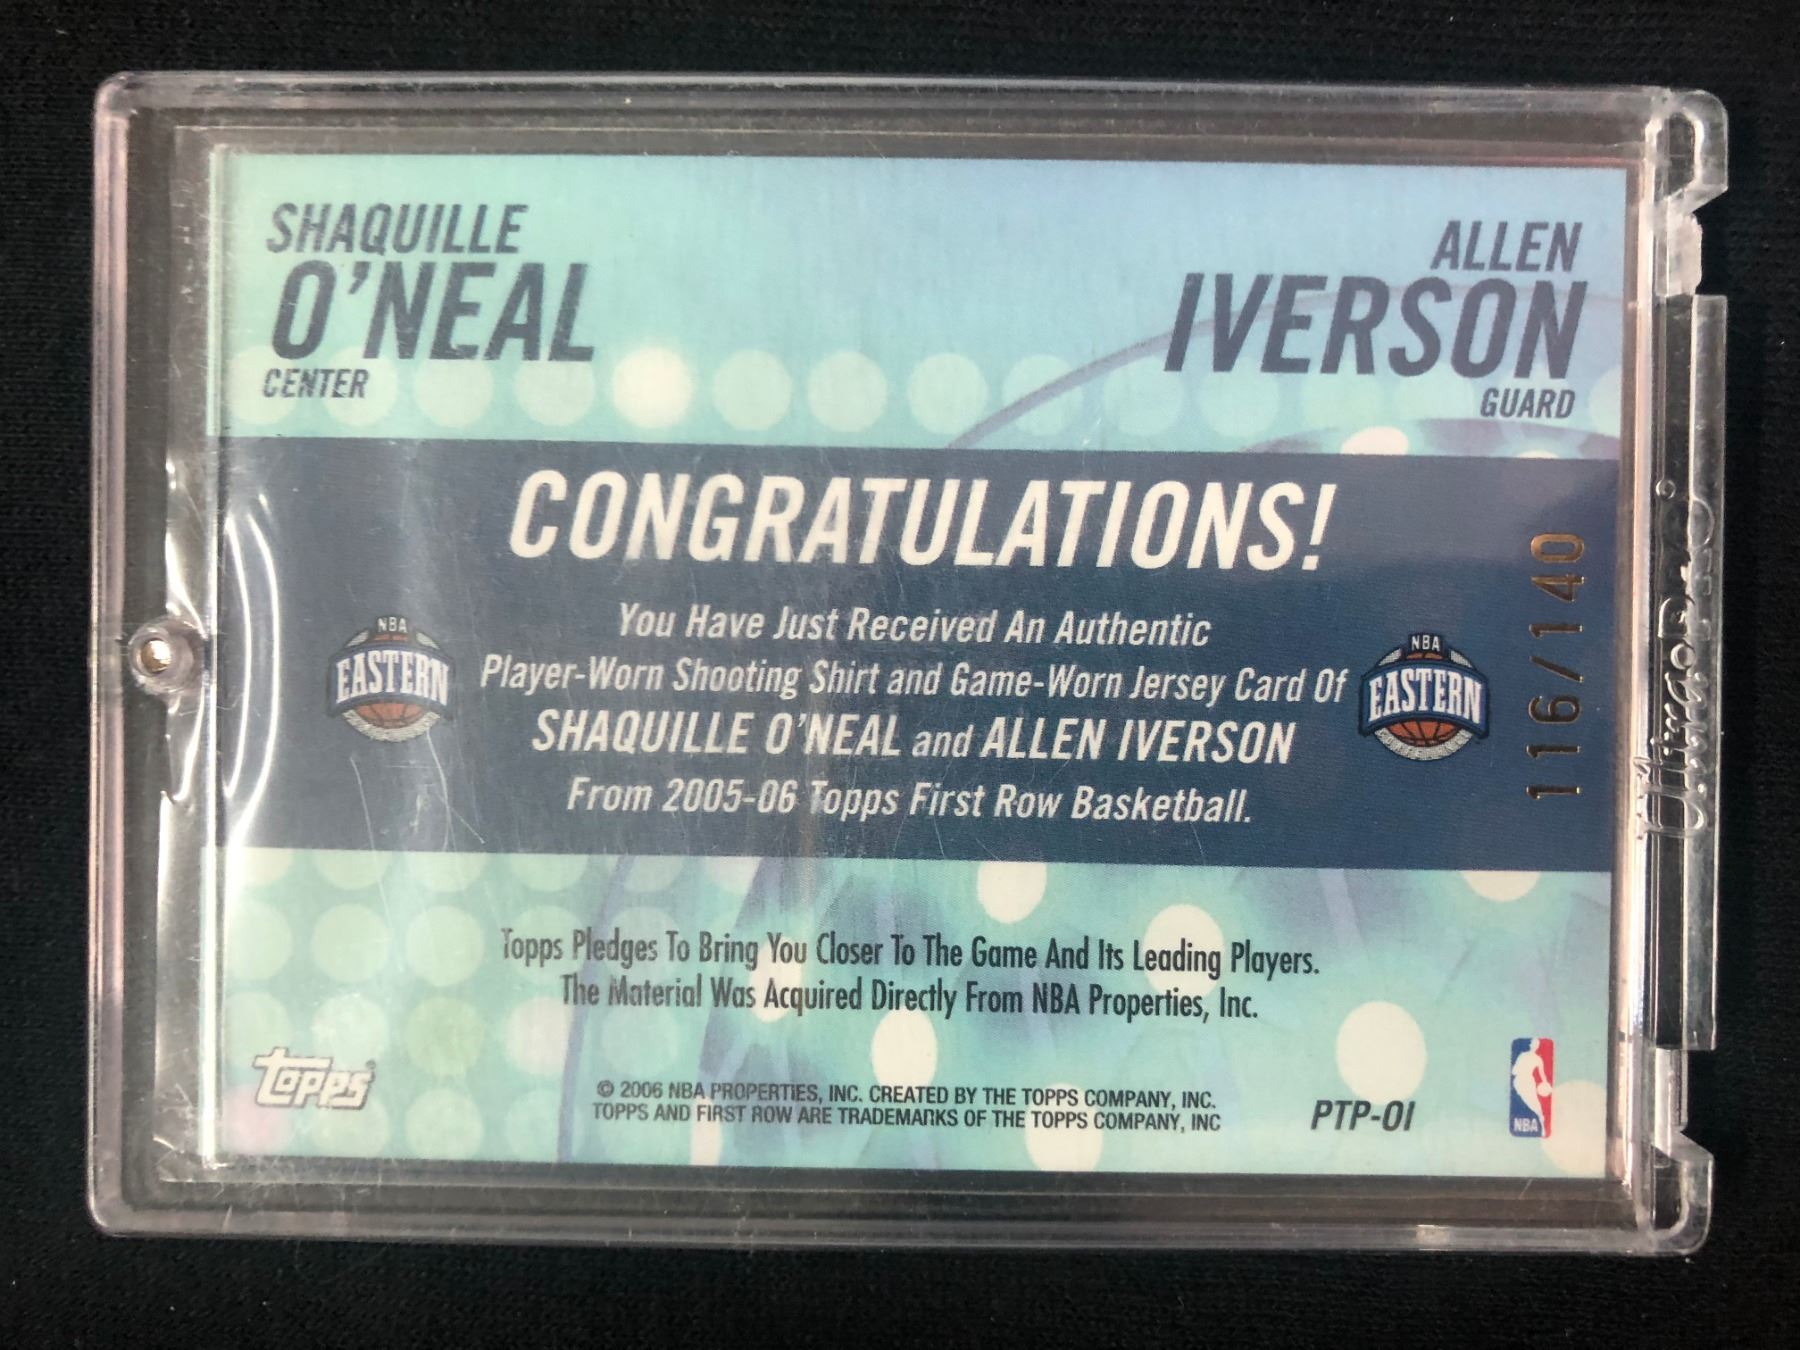 SHAQUILLE
O'NEAL
CENTER
ALLEN
IVERSON
GUARD
CONGRATULATIONS!
You Have Just Received An Authentic
Player-Worn Shooting Shirt and Game-Worn Jersey Card Of
SHAQUILLE O'NEAL and ALLEN IVERSON
From 2005-06 Topps First Row Basketball.
NBA
EASTERN
NBA
EASTERN
116/140
UltraPRO
Topps Pledges To Bring You Closer To The Game And Its Leading Players.
The Material Was Acquired Directly From NBA Properties, Inc.
topps
© 2006 NBA PROPERTIES, INC. CREATED BY THE TOPPS COMPANY, INC.
TOPPS AND FIRST ROW ARE TRADEMARKS OF THE TOPPS COMPANY, INC
PTP-OI
NBA